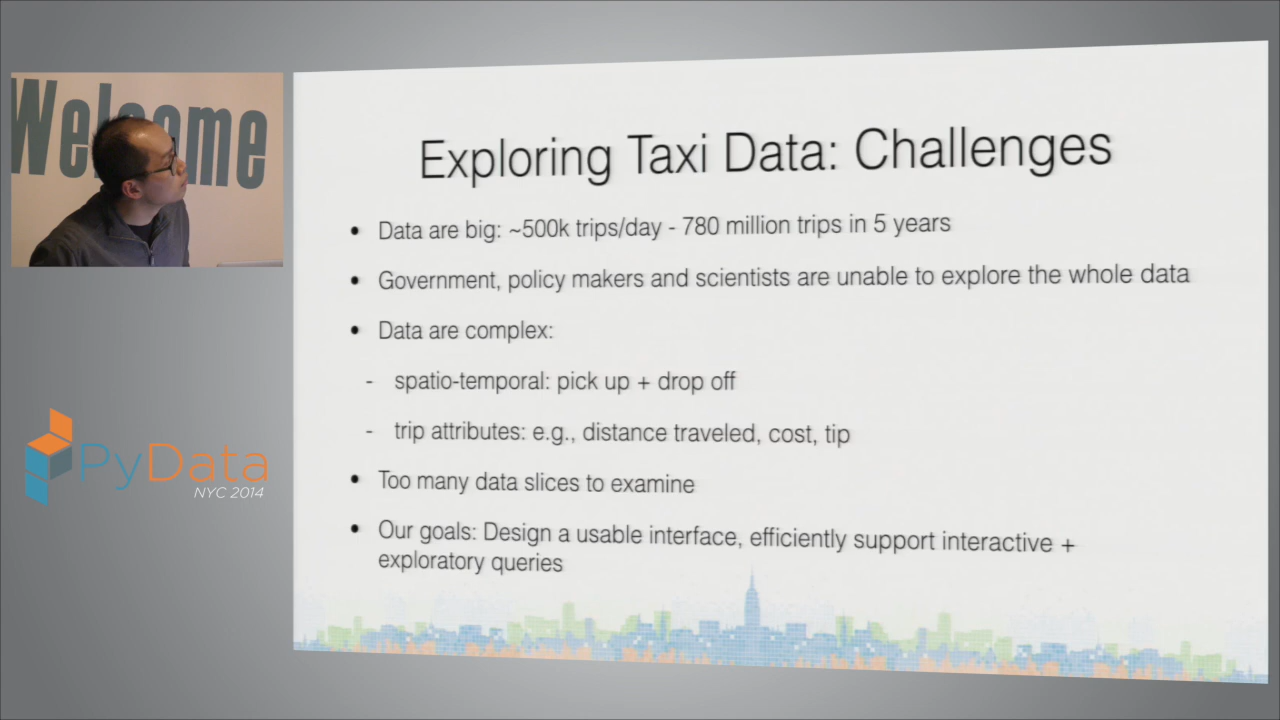 Welcome
Exploring Taxi Data: Challenges
• Data are big: ~500k trips/day - 780 million trips in 5 years
• Government, policy makers and scientists are unable to explore the whole data
• Data are complex:
- spatio-temporal: pick up + drop off
- trip attributes: e.g., distance traveled, cost, tip
• Too many data slices to examine
• Our goals: Design a usable interface, efficiently support interactive +
exploratory queries
PyData
NYC 2014